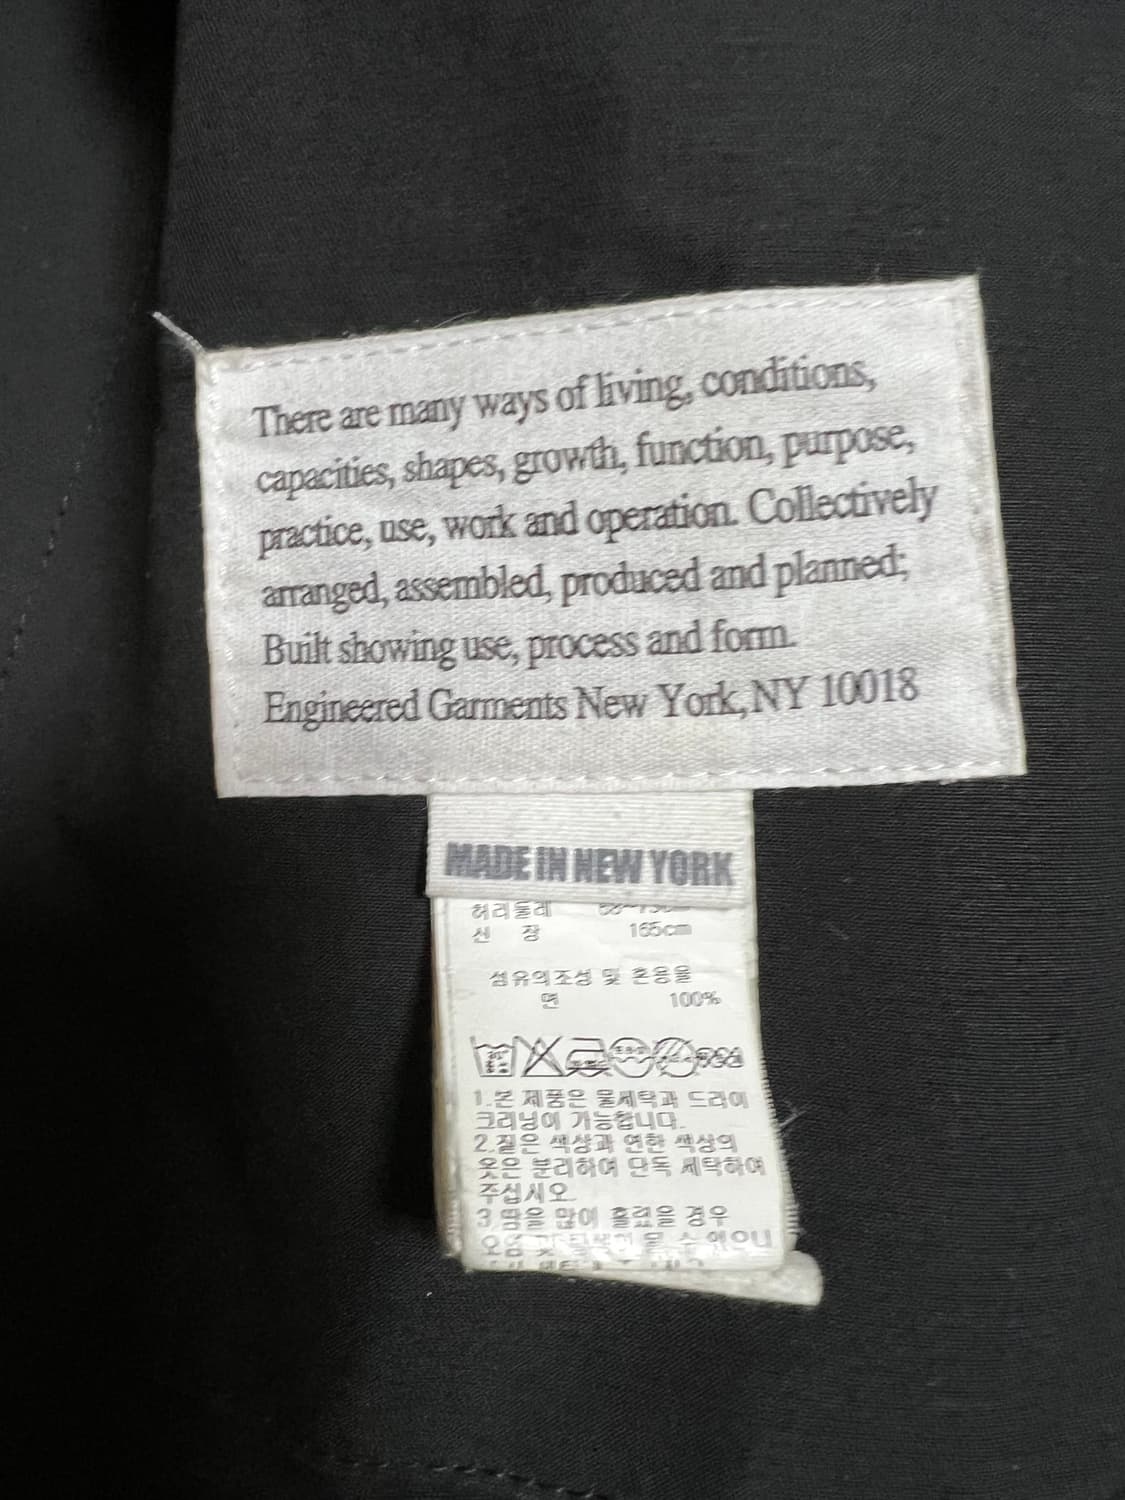 There are many ways of living, conditions,
capacities, shapes, growth, function, purpose,
practice, use, work and operation. Collectively
arranged, assembled, produced and planned;
Built showing use, process and form.
Engineered Garments New York, NY 10018
MADE IN NEW YORK
허리둘레
신 장 165cm
섬유의조성 및 혼용율
면 100%
1.본 제품은 물세탁과 드라이
크리닝이 가능합니다.
2.짙은 색상과 연한 색상의
옷은 분리하여 단독 세탁하여
주십시오.
3.땀을 많이 흘렸을 경우
수 있으니